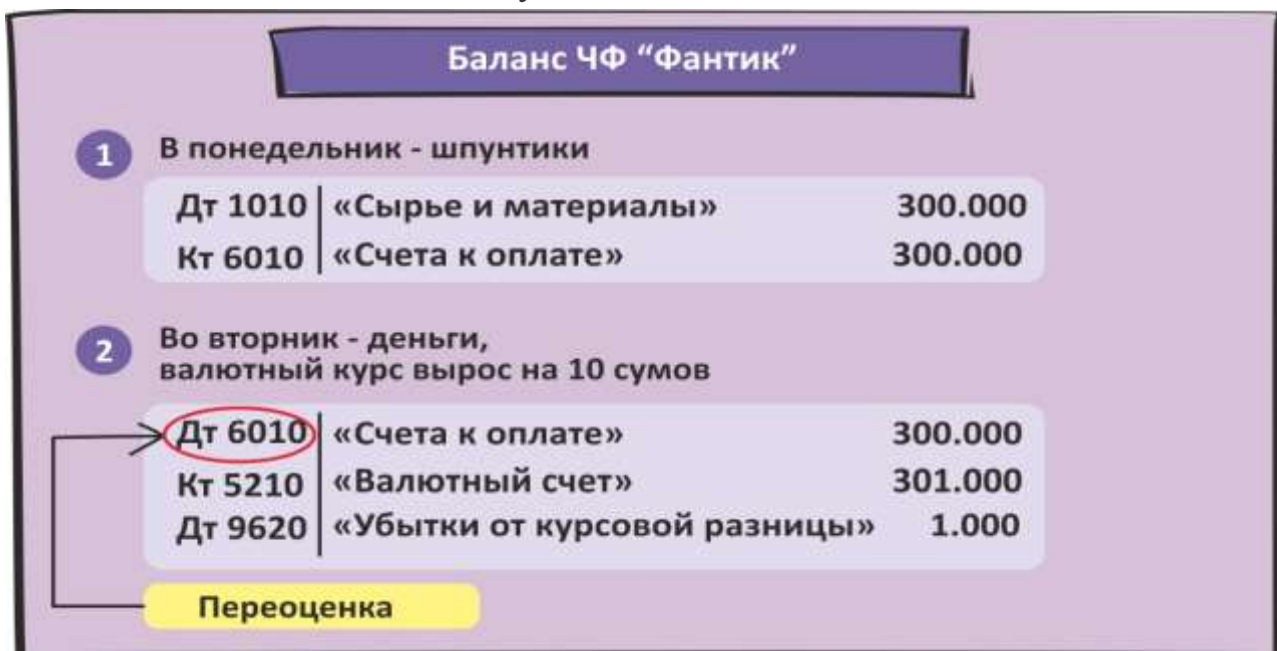 Баланс ЧФ “Фантик”
1 В понедельник - шпунтики
Дт 1010 «Сырье и материалы» 300.000
Кт 6010 «Счета к оплате» 300.000
2 Во вторник - деньги,
валютный курс вырос на 10 сумов
Дт 6010 «Счета к оплате» 300.000
Кт 5210 «Валютный счет» 301.000
Дт 9620 «Убытки от курсовой разницы» 1.000
Переоценка